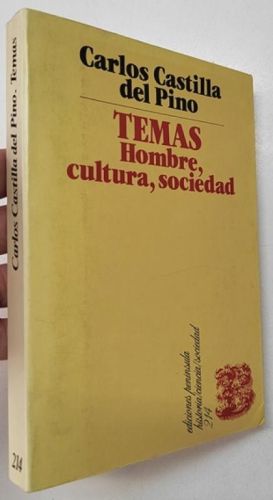 Carlos Castilla
del Pino
TEMAS
Hombre,
cultura, sociedad
ediciones península
historia/ciencia/sociedad
214
Carlos Castilla del Pino. Temas
214